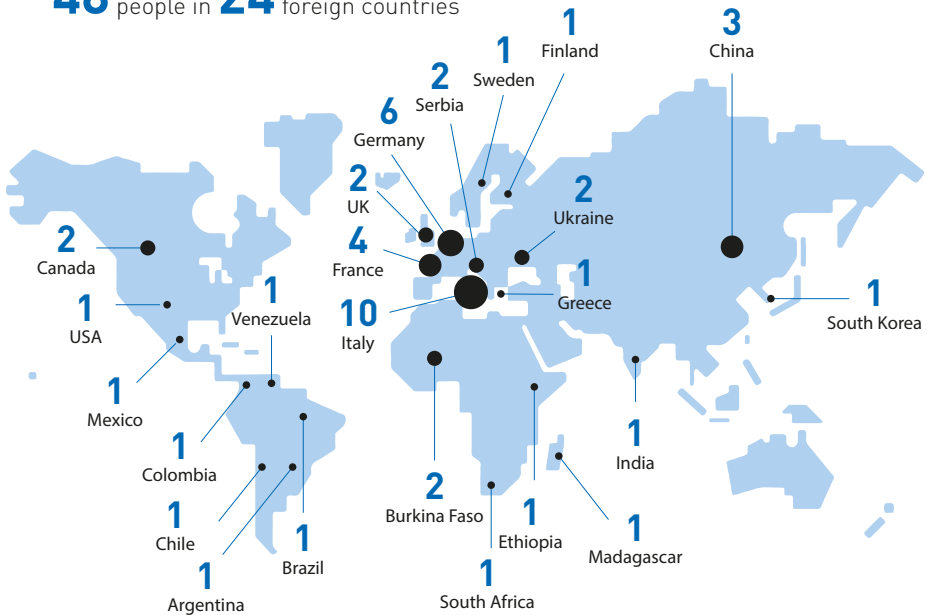 48 people in 24 foreign countries
3
China
1
Finland
1
Sweden
2
Serbia
6
Germany
2
UK
2
Ukraine
4
France
2
Canada
1
Greece
1
Venezuela
1
USA
10
Italy
1
South Korea
1
Mexico
1
Colombia
1
India
2
Burkina Faso
1
Chile
1
Ethiopia
1
Madagascar
1
Brazil
1
Argentina
1
South Africa